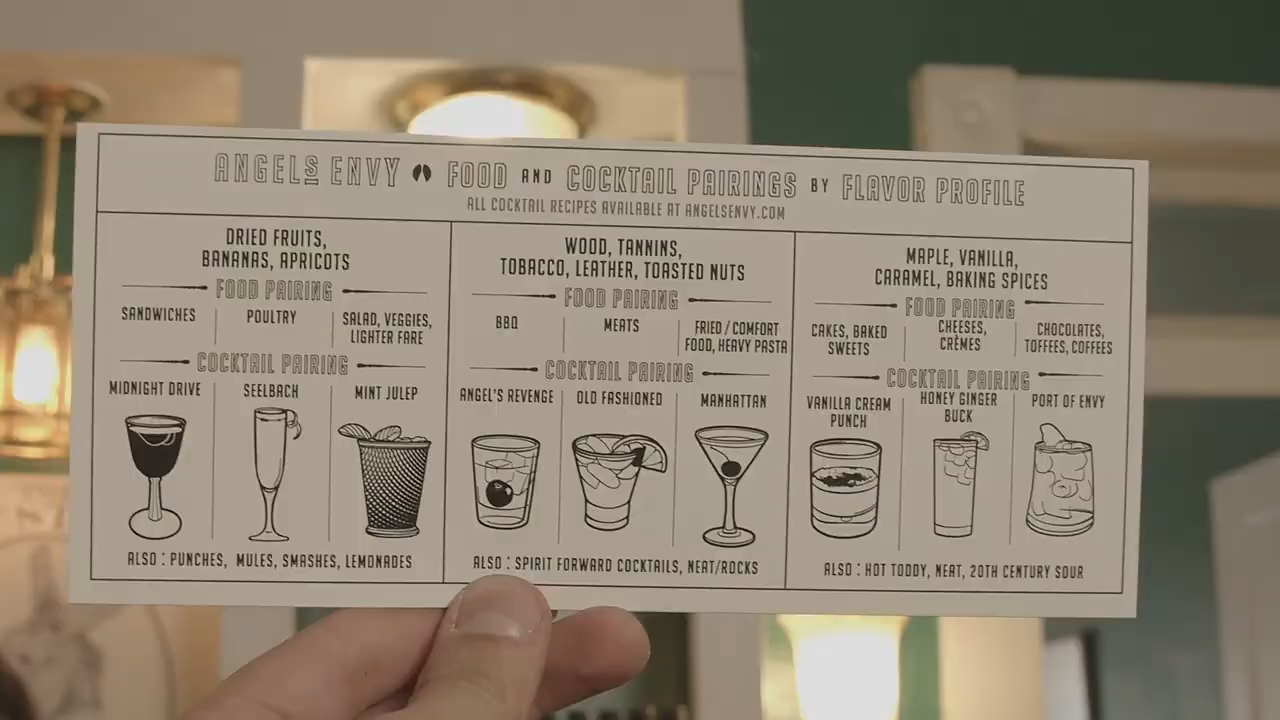 ANGELS ENVY FOOD AND COCKTAIL PAIRINGS BY FLAVOR PROFILE
ALL COCKTAIL RECIPES AVAILABLE AT ANGELSENVY.COM
DRIED FRUITS,
BANANAS, APRICOTS
FOOD PAIRING
SANDWICHES
POULTRY
SALAD, VEGGIES,
LIGHTER FARE
COCKTAIL PAIRING
MIDNIGHT DRIVE
SEELBACH
MINT JULEP
ALSO : PUNCHES, MULES, SMASHES, LEMONADES
WOOD, TANNINS,
TOBACCO, LEATHER, TOASTED NUTS
FOOD PAIRING
BBQ
MEATS
FRIED / COMFORT
FOOD, HEAVY PASTA
COCKTAIL PAIRING
ANGEL'S REVENGE
OLD FASHIONED
MANHATTAN
ALSO : SPIRIT FORWARD COCKTAILS, NEAT/ROCKS
MAPLE, VANILLA,
CARAMEL, BAKING SPICES
FOOD PAIRING
CAKES, BAKED
SWEETS
CHEESES,
CRÈMES
CHOCOLATES,
TOFFEES, COFFEES
COCKTAIL PAIRING
VANILLA CREAM
PUNCH
HONEY GINGER
BUCK
PORT OF ENVY
ALSO : HOT TODDY, NEAT, 20TH CENTURY SOUR